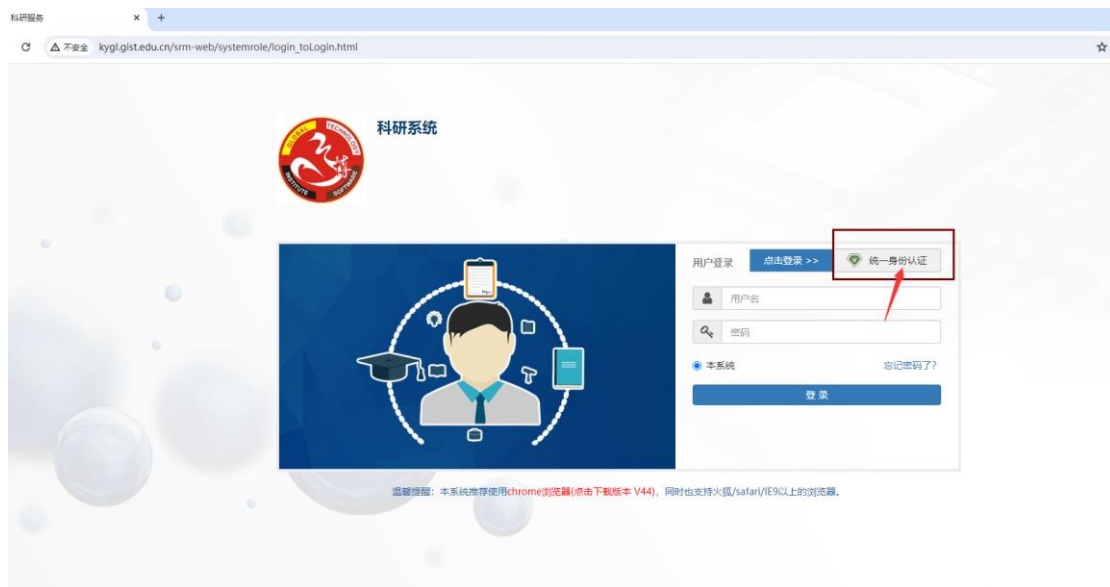 科研服务
不安全 kygl.gist.edu.cn/srm-web/systemrole/login_toLogin.html
科研系统
GLOBAL TECHNOLOGY
INSTITUTE SOFTWARE
用户登录 点击登录 >> 统一身份认证
用户名
密码
本系统 忘记密码了?
登 录
温馨提醒：本系统推荐使用chrome浏览器(点击下载版本 V44)，同时也支持火狐/safari/IE9以上的浏览器。